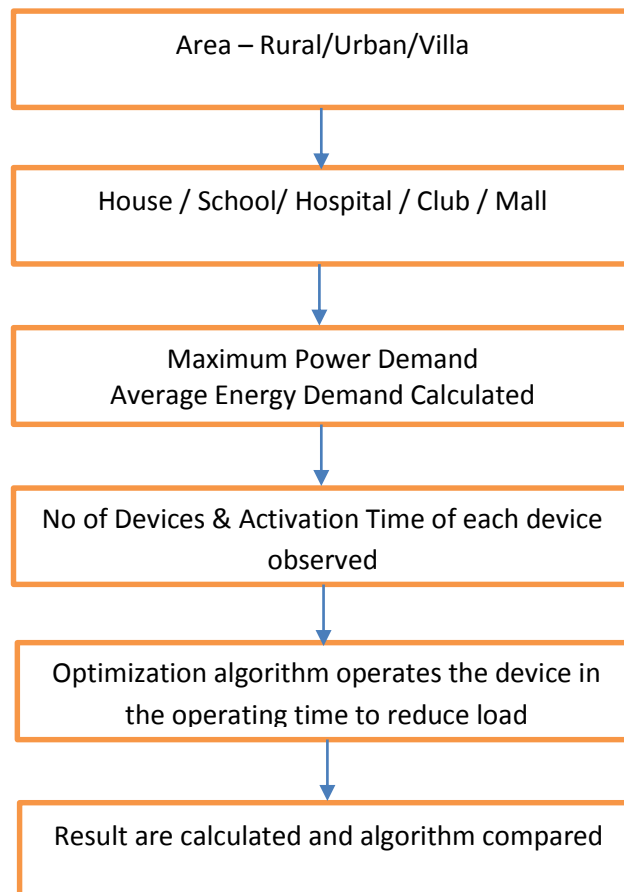 Area – Rural/Urban/Villa
House / School/ Hospital / Club / Mall
Maximum Power Demand
Average Energy Demand Calculated
No of Devices & Activation Time of each device
observed
Optimization algorithm operates the device in
the operating time to reduce load
Result are calculated and algorithm compared